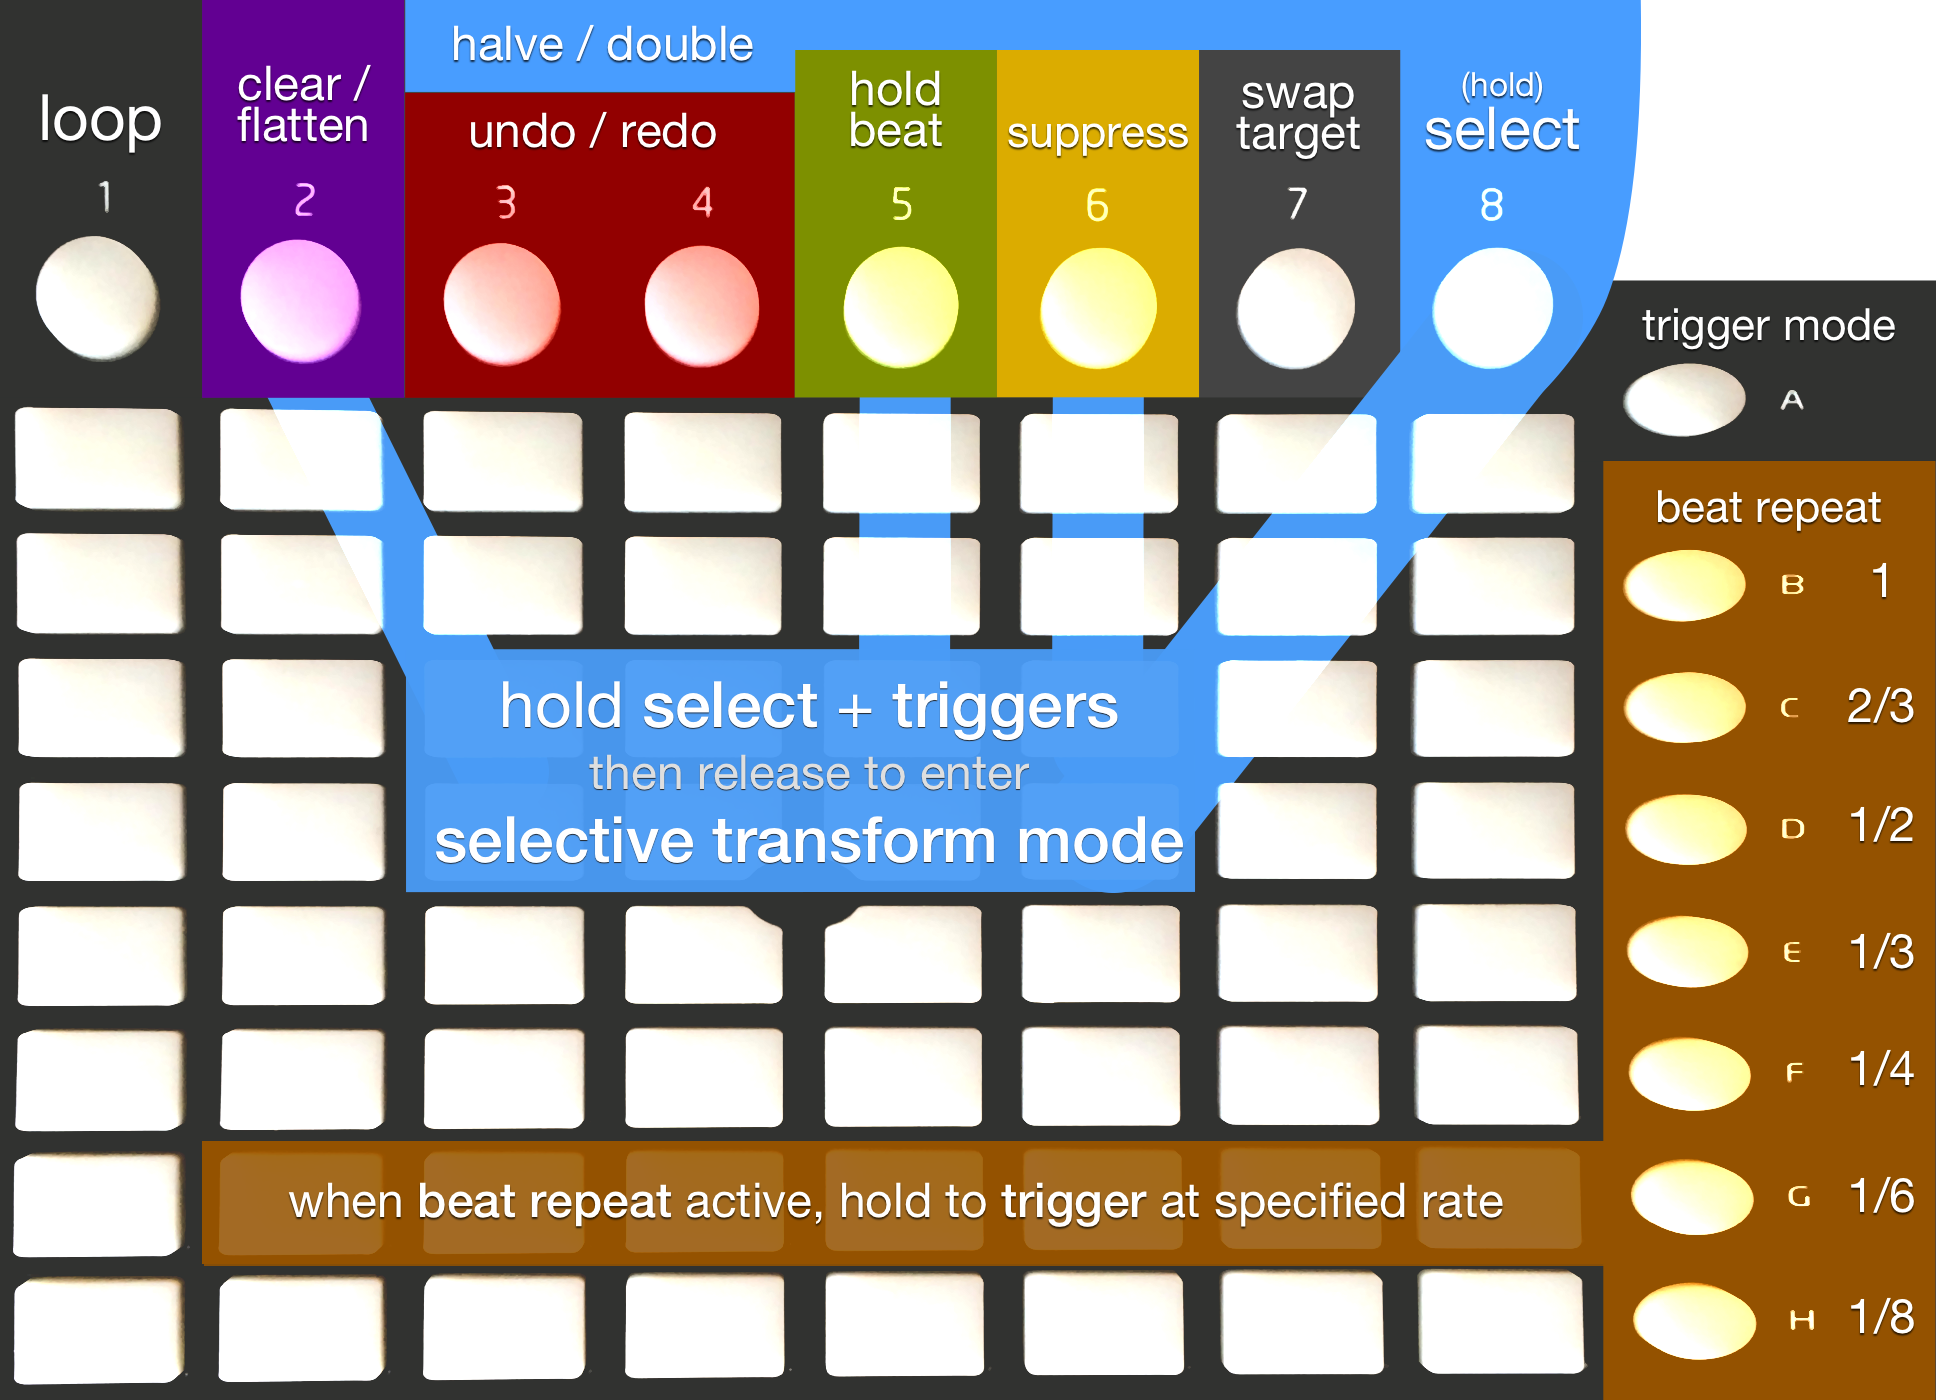 halve / double
loop
clear /
flatten
undo / redo
hold
beat
suppress
swap
target
(hold)
select
1
2
3
4
5
6
7
8
trigger mode
A
beat repeat
B 1
C 2/3
D 1/2
E 1/3
F 1/4
G 1/6
H 1/8
hold select + triggers
then release to enter
selective transform mode
when beat repeat active, hold to trigger at specified rate